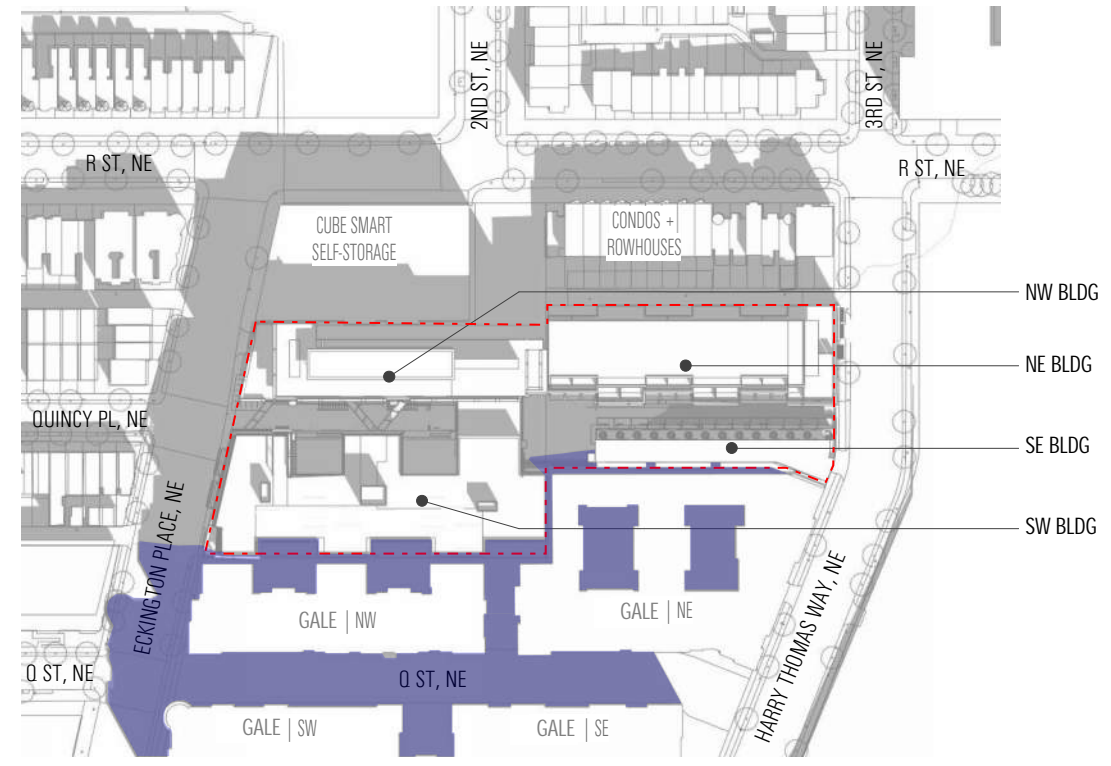 2ND ST, NE
3RD ST, NE
R ST, NE
R ST, NE
CUBE SMART
SELF-STORAGE
CONDOS +
ROWHOUSES
NW BLDG
NE BLDG
QUINCY PL, NE
SE BLDG
ECKINGTON PLACE, NE
SW BLDG
GALE | NW
GALE | NE
HARRY THOMAS WAY, NE
Q ST, NE
Q ST, NE
GALE | SW
GALE | SE